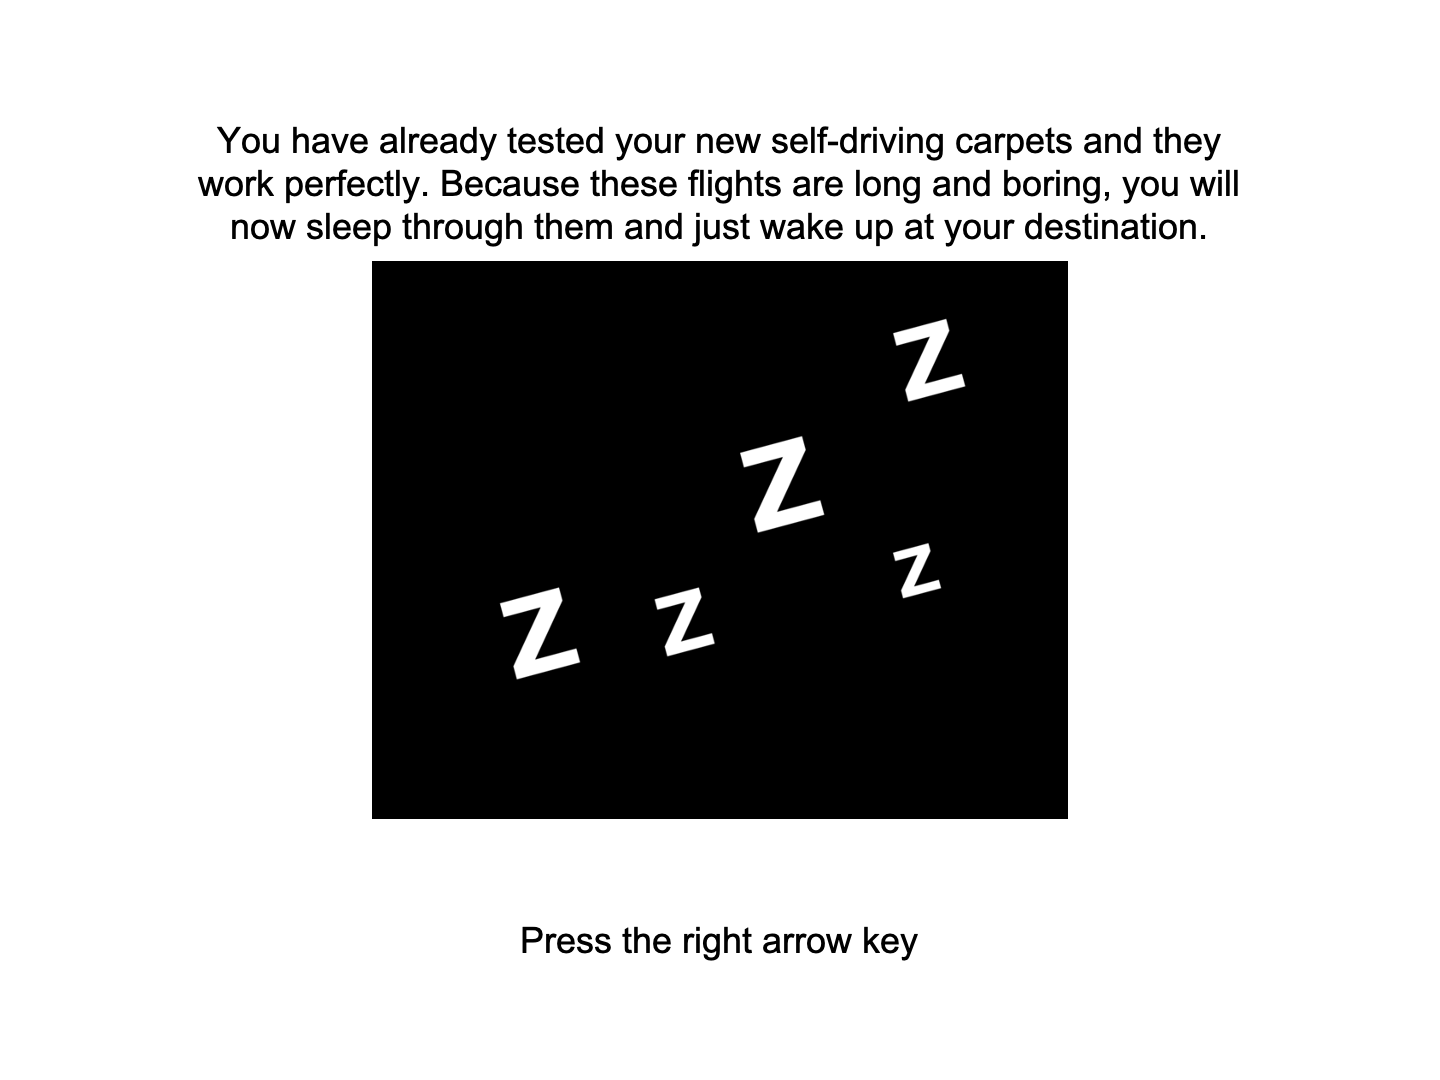 You have already tested your new self-driving carpets and they
work perfectly. Because these flights are long and boring, you will
now sleep through them and just wake up at your destination.
Z
Z
z
Z
z
Press the right arrow key